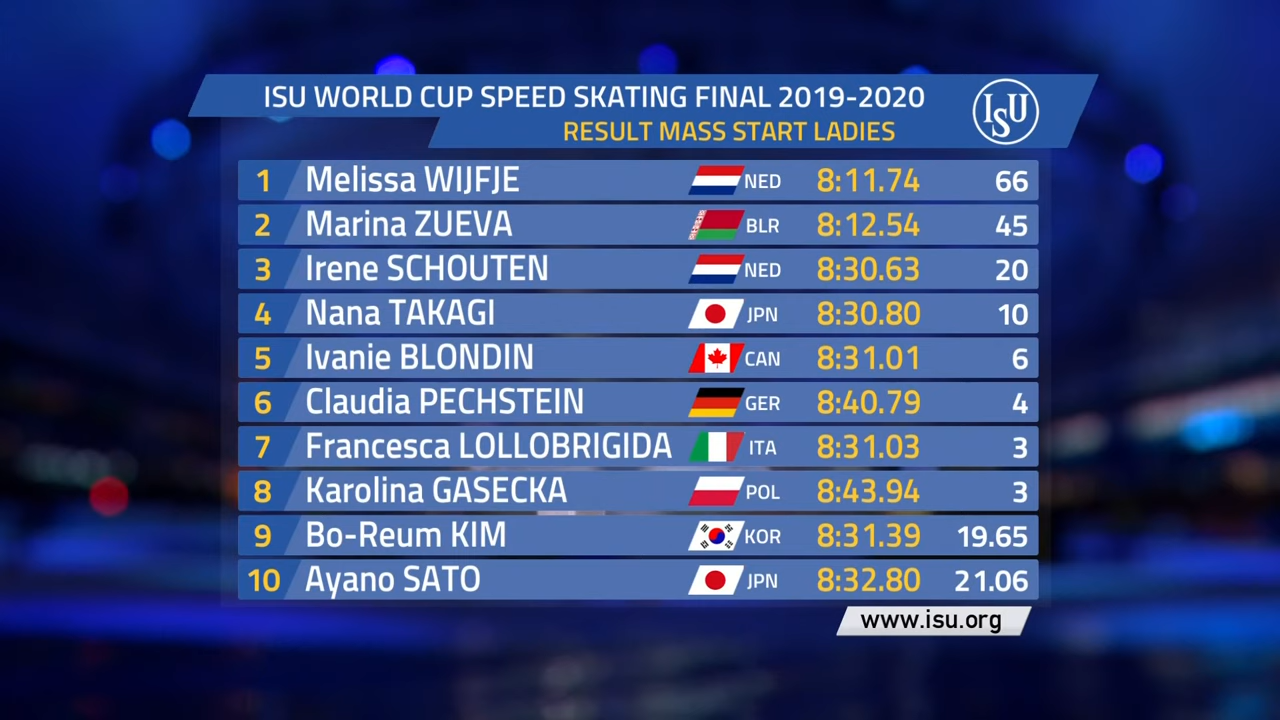 ISU WORLD CUP SPEED SKATING FINAL 2019-2020
ISU
RESULT MASS START LADIES
1 Melissa WIJFJE NED 8:11.74 66
2 Marina ZUEVA BLR 8:12.54 45
3 Irene SCHOUTEN NED 8:30.63 20
4 Nana TAKAGI JPN 8:30.80 10
5 Ivanie BLONDIN CAN 8:31.01 6
6 Claudia PECHSTEIN GER 8:40.79 4
7 Francesca LOLLOBRIGIDA ITA 8:31.03 3
8 Karolina GASECKA POL 8:43.94 3
9 Bo-Reum KIM KOR 8:31.39 19.65
10 Ayano SATO JPN 8:32.80 21.06
www.isu.org